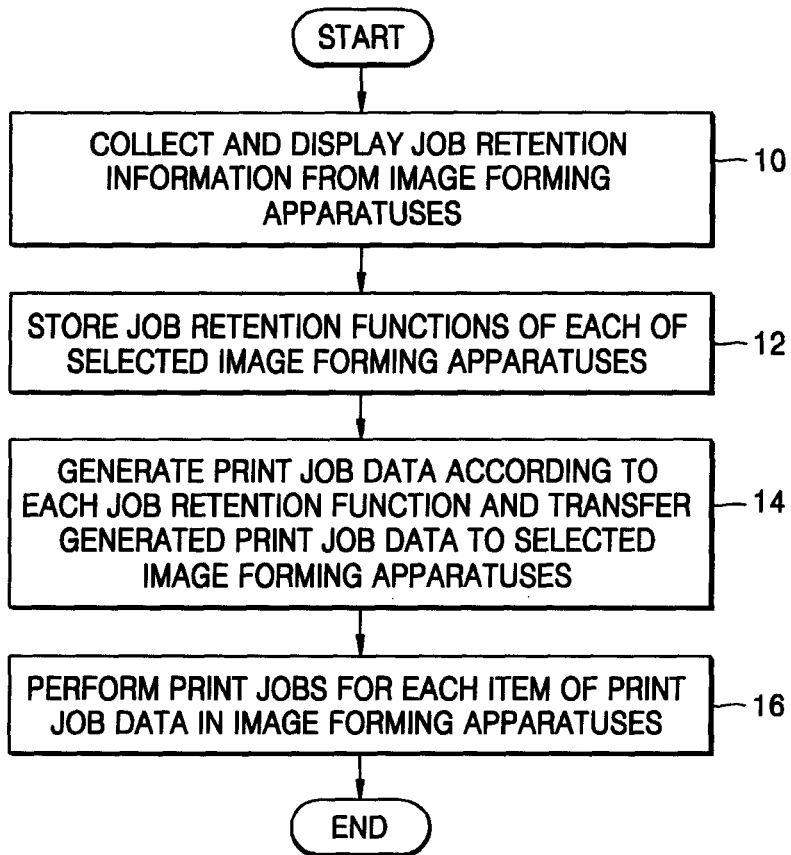 START
COLLECT AND DISPLAY JOB RETENTION
INFORMATION FROM IMAGE FORMING
APPARATUSES
10
STORE JOB RETENTION FUNCTIONS OF EACH OF
SELECTED IMAGE FORMING APPARATUSES
12
GENERATE PRINT JOB DATA ACCORDING TO
EACH JOB RETENTION FUNCTION AND TRANSFER
GENERATED PRINT JOB DATA TO SELECTED
IMAGE FORMING APPARATUSES
14
PERFORM PRINT JOBS FOR EACH ITEM OF PRINT
JOB DATA IN IMAGE FORMING APPARATUSES
16
END